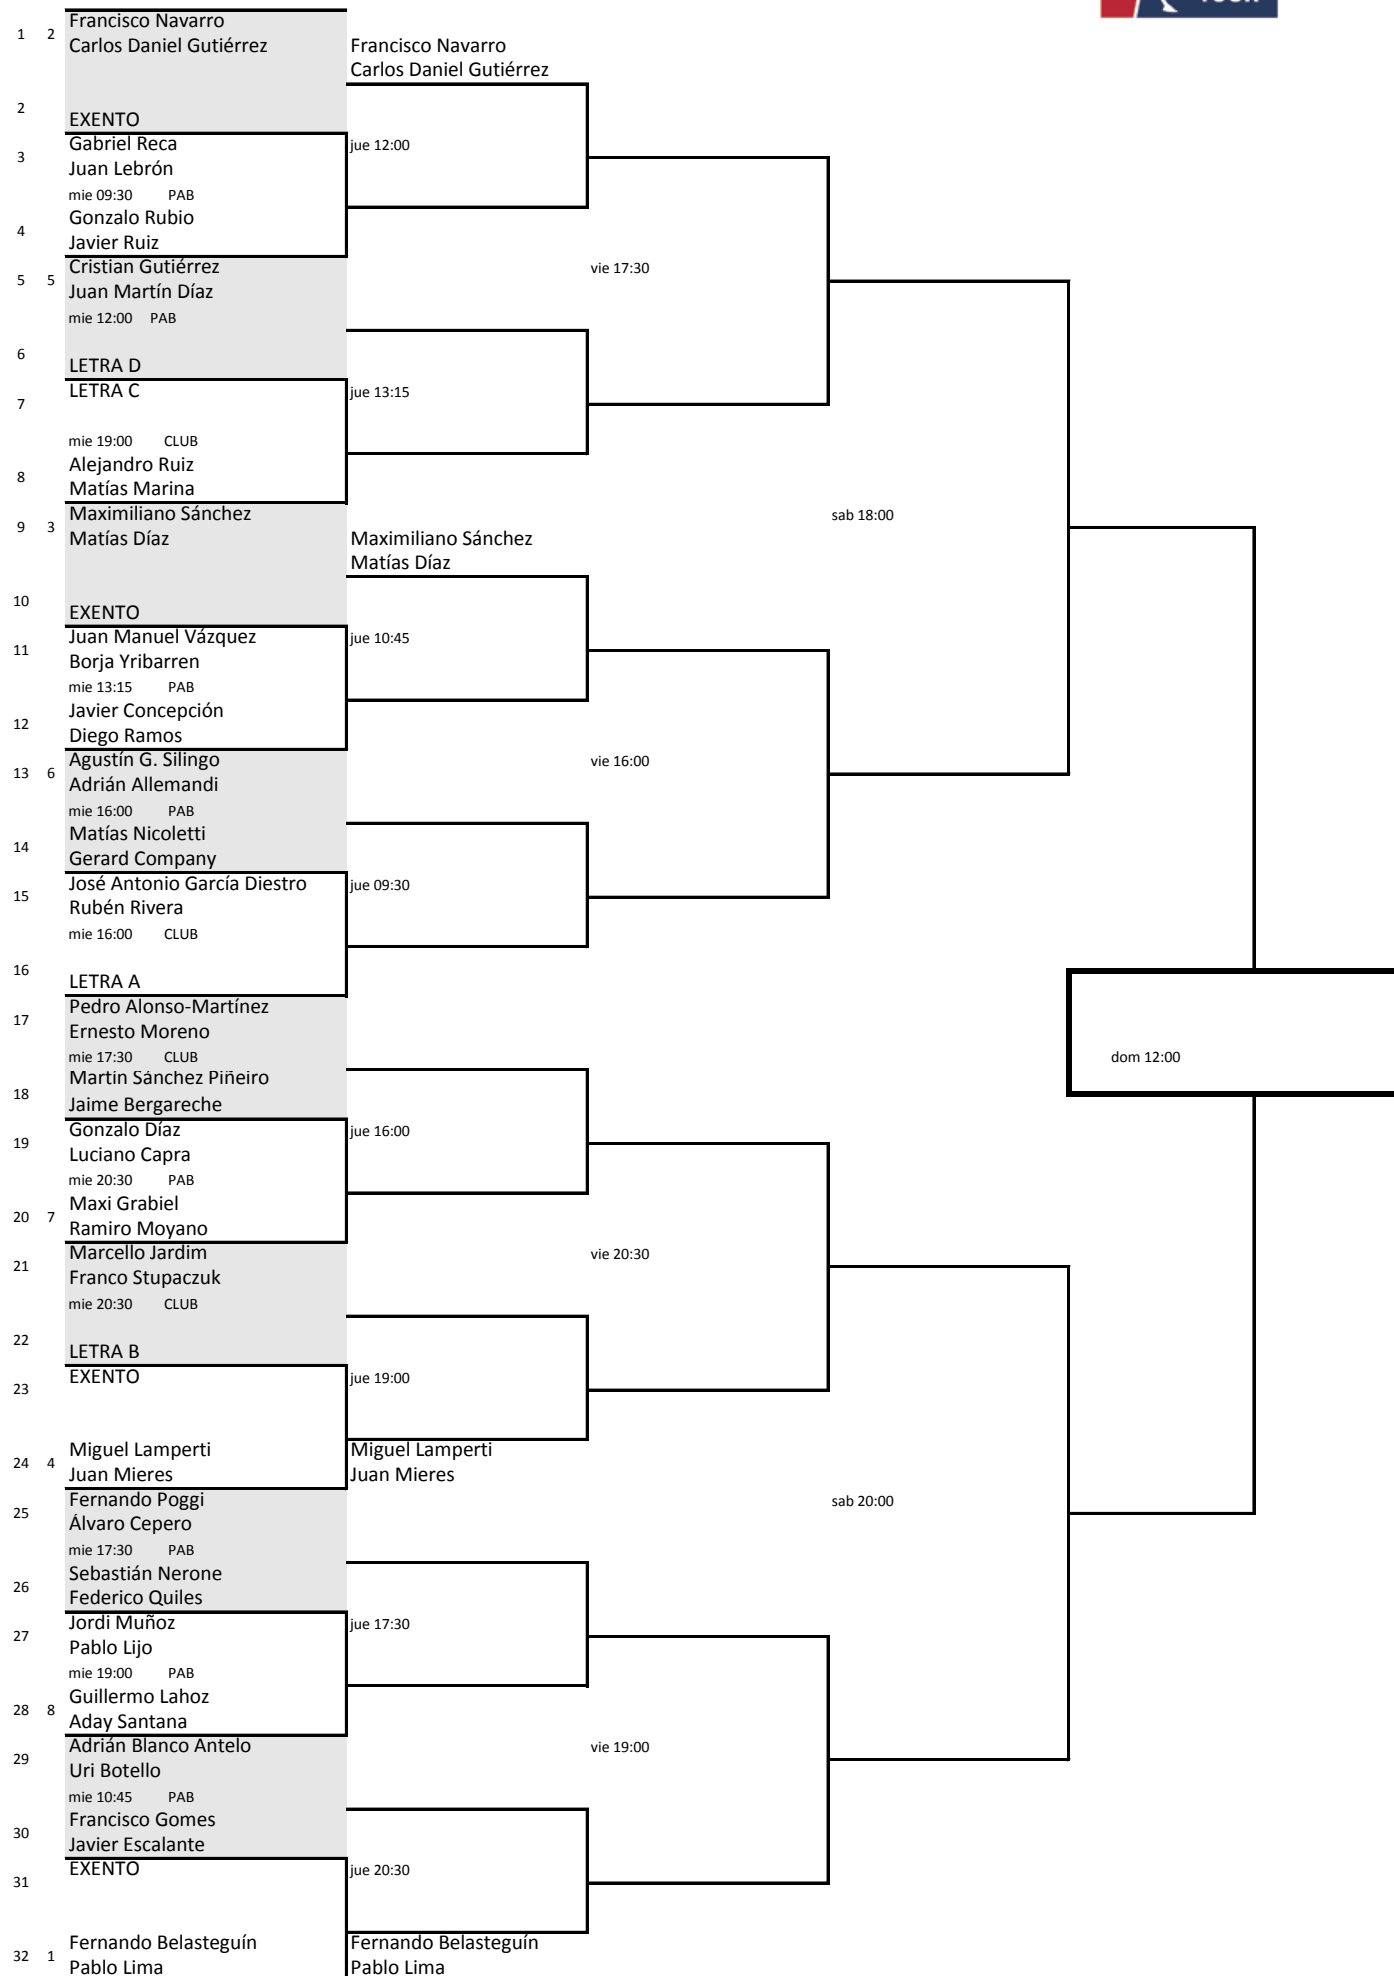 1 2 Francisco Navarro
Carlos Daniel Gutiérrez
Francisco Navarro
Carlos Daniel Gutiérrez
2
EXENTO
3 Gabriel Reca
Juan Lebrón
jue 12:00
mie 09:30 PAB
4 Gonzalo Rubio
Javier Ruiz
5 5 Cristian Gutiérrez
Juan Martín Díaz
vie 17:30
mie 12:00 PAB
6
LETRA D
7 LETRA C
jue 13:15
mie 19:00 CLUB
8 Alejandro Ruiz
Matías Marina
9 3 Maximiliano Sánchez
Matías Díaz
sab 18:00
Maximiliano Sánchez
Matías Díaz
10
EXENTO
11 Juan Manuel Vázquez
Borja Yribarren
jue 10:45
mie 13:15 PAB
12 Javier Concepción
Diego Ramos
13 6 Agustín G. Silingo
Adrián Allemandi
vie 16:00
mie 16:00 PAB
14 Matías Nicoletti
Gerard Company
15 José Antonio García Diestro
Rubén Rivera
jue 09:30
mie 16:00 CLUB
16
LETRA A
17 Pedro Alonso-Martínez
Ernesto Moreno
mie 17:30 CLUB
dom 12:00
18 Martín Sánchez Piñeiro
Jaime Bergareche
19 Gonzalo Díaz
Luciano Capra
jue 16:00
mie 20:30 PAB
20 7 Maxi Grabiel
Ramiro Moyano
21 Marcello Jardim
Franco Stupaczuk
vie 20:30
mie 20:30 CLUB
22
LETRA B
23 EXENTO
jue 19:00
24 4 Miguel Lamperti
Juan Mieres
Miguel Lamperti
Juan Mieres
25 Fernando Poggi
Álvaro Cepero
sab 20:00
mie 17:30 PAB
26 Sebastián Nerone
Federico Quiles
27 Jordi Muñoz
Pablo Lijo
jue 17:30
mie 19:00 PAB
28 8 Guillermo Lahoz
Aday Santana
29 Adrián Blanco Antelo
Uri Botello
vie 19:00
mie 10:45 PAB
30 Francisco Gomes
Javier Escalante
31 EXENTO
jue 20:30
32 1 Fernando Belasteguín
Pablo Lima
Fernando Belasteguín
Pablo Lima